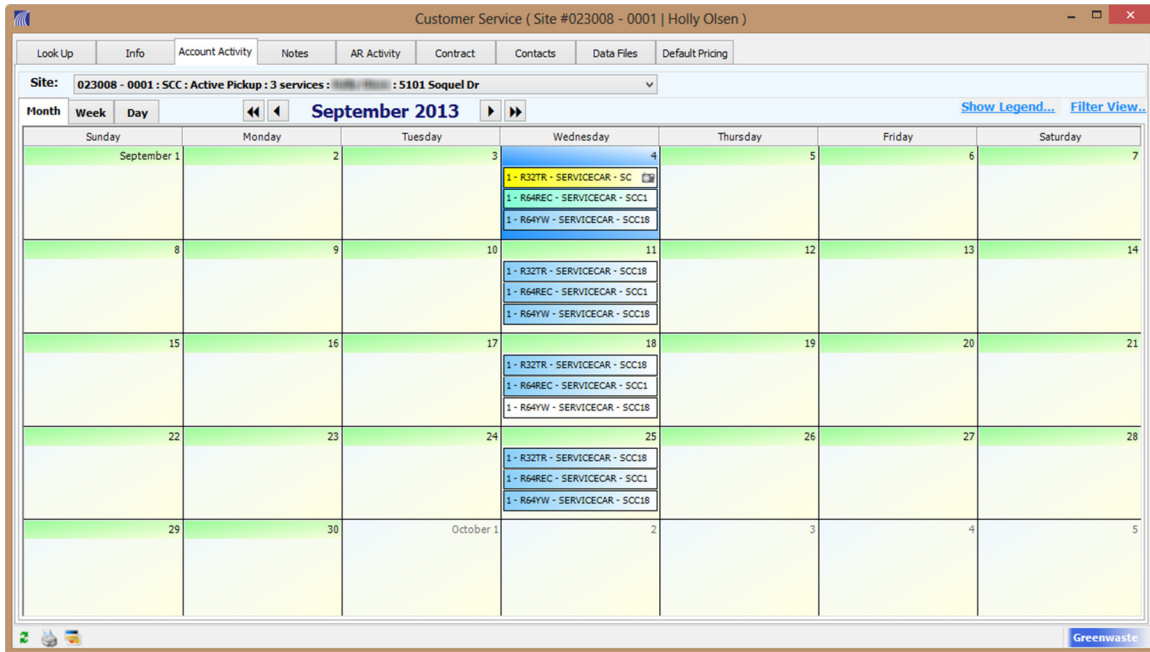 Customer Service ( Site #023008 - 0001 | Holly Olsen )
Look Up Info Account Activity Notes AR Activity Contract Contacts Data Files Default Pricing
Site: 023008 - 0001 : SCC : Active Pickup : 3 services : : 5101 Soquel Dr
Month Week Day September 2013 Show Legend... Filter View..
Sunday Monday Tuesday Wednesday Thursday Friday Saturday
September 1 2 3 4 5 6 7
1 - R32TR - SERVICECAR - SC
1 - R64REC - SERVICECAR - SCC1
1 - R64YW - SERVICECAR - SCC18
8 9 10 11 12 13 14
1 - R32TR - SERVICECAR - SCC18
1 - R64REC - SERVICECAR - SCC1
1 - R64YW - SERVICECAR - SCC18
15 16 17 18 19 20 21
1 - R32TR - SERVICECAR - SCC18
1 - R64REC - SERVICECAR - SCC1
1 - R64YW - SERVICECAR - SCC18
22 23 24 25 26 27 28
1 - R32TR - SERVICECAR - SCC18
1 - R64REC - SERVICECAR - SCC1
1 - R64YW - SERVICECAR - SCC18
29 30 October 1 2 3 4 5
Greenwaste